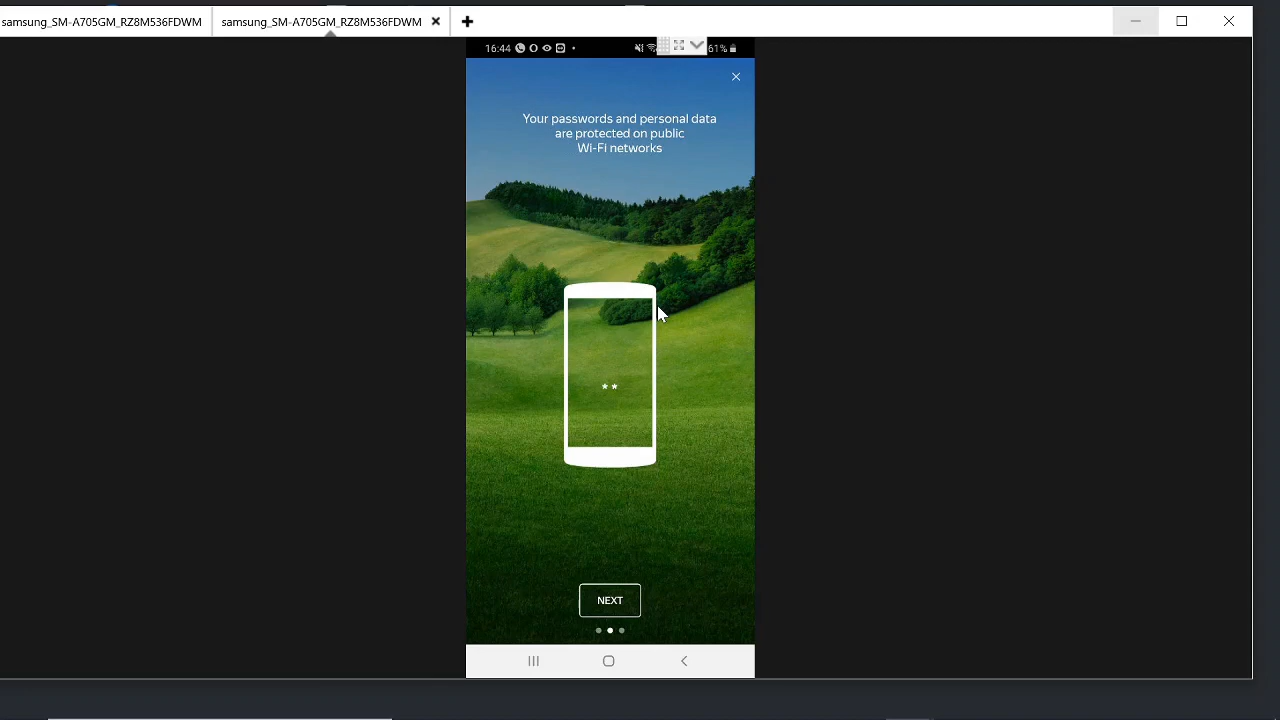 samsung_SM-A705GM_RZ8M536FDWM
samsung_SM-A705GM_RZ8M536FDWM
16:44
61%
Your passwords and personal data
are protected on public
Wi-Fi networks
**
NEXT